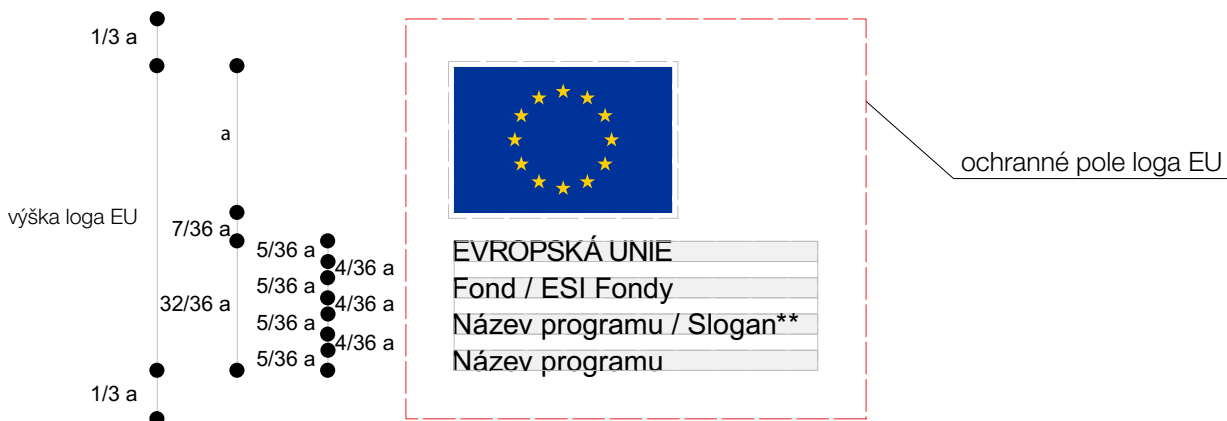 1/3 a
a
výška loga EU
7/36 a
32/36 a
5/36 a
4/36 a
5/36 a
4/36 a
5/36 a
4/36 a
5/36 a
1/3 a
EVROPSKÁ UNIE
Fond / ESI Fondy
Název programu / Slogan**
Název programu
ochranné pole loga EU